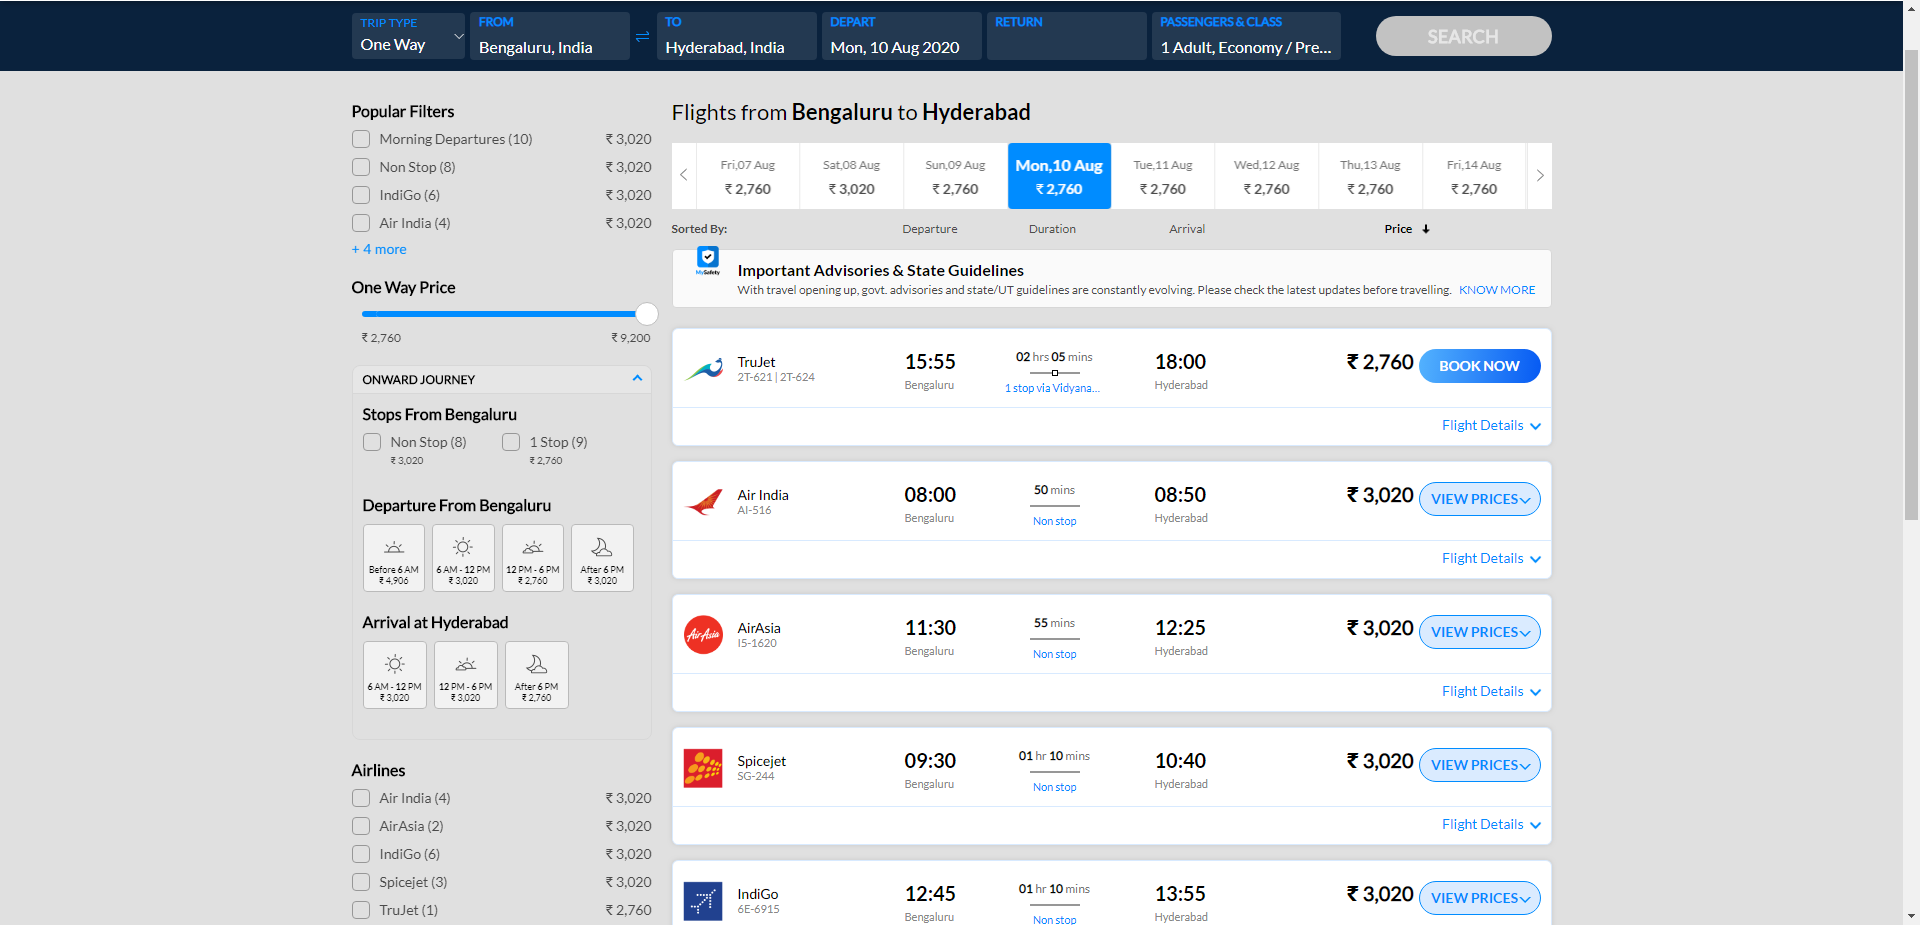 TRIP TYPE
One Way
FROM
Bengaluru, India
TO
Hyderabad, India
DEPART
Mon, 10 Aug 2020
RETURN
PASSENGERS & CLASS
1 Adult, Economy / Pre...
SEARCH
Popular Filters
Morning Departures (10) ₹ 3,020
Non Stop (8) ₹ 3,020
IndiGo (6) ₹ 3,020
Air India (4) ₹ 3,020
+ 4 more
One Way Price
₹ 2,760 ₹ 9,200
ONWARD JOURNEY
Stops From Bengaluru
Non Stop (8) 1 Stop (9)
₹ 3,020 ₹ 2,760
Departure From Bengaluru
Before 6 AM 6 AM - 12 PM 12 PM - 6 PM After 6 PM
₹ 4,906 ₹ 3,020 ₹ 2,760 ₹ 3,020
Arrival at Hyderabad
6 AM - 12 PM 12 PM - 6 PM After 6 PM
₹ 3,020 ₹ 3,020 ₹ 2,760
Airlines
Air India (4) ₹ 3,020
AirAsia (2) ₹ 3,020
IndiGo (6) ₹ 3,020
Spicejet (3) ₹ 3,020
TruJet (1) ₹ 2,760
Flights from Bengaluru to Hyderabad
Fri,07 Aug Sat,08 Aug Sun,09 Aug Mon,10 Aug Tue,11 Aug Wed,12 Aug Thu,13 Aug Fri,14 Aug
₹ 2,760 ₹ 3,020 ₹ 2,760 ₹ 2,760 ₹ 2,760 ₹ 2,760 ₹ 2,760 ₹ 2,760
Sorted By: Departure Duration Arrival Price
MySafety
Important Advisories & State Guidelines
With travel opening up, govt. advisories and state/UT guidelines are constantly evolving. Please check the latest updates before travelling. KNOW MORE
TruJet 15:55 02 hrs 05 mins 18:00 ₹ 2,760 BOOK NOW
2T-621 | 2T-624 Bengaluru 1 stop via Vidyana... Hyderabad
Flight Details
Air India 08:00 50 mins 08:50 ₹ 3,020 VIEW PRICES
AI-516 Bengaluru Non stop Hyderabad
Flight Details
AirAsia
AirAsia 11:30 55 mins 12:25 ₹ 3,020 VIEW PRICES
I5-1620 Bengaluru Non stop Hyderabad
Flight Details
Spicejet 09:30 01 hr 10 mins 10:40 ₹ 3,020 VIEW PRICES
SG-244 Bengaluru Non stop Hyderabad
Flight Details
IndiGo 12:45 01 hr 10 mins 13:55 ₹ 3,020 VIEW PRICES
6E-6915 Bengaluru Non stop Hyderabad